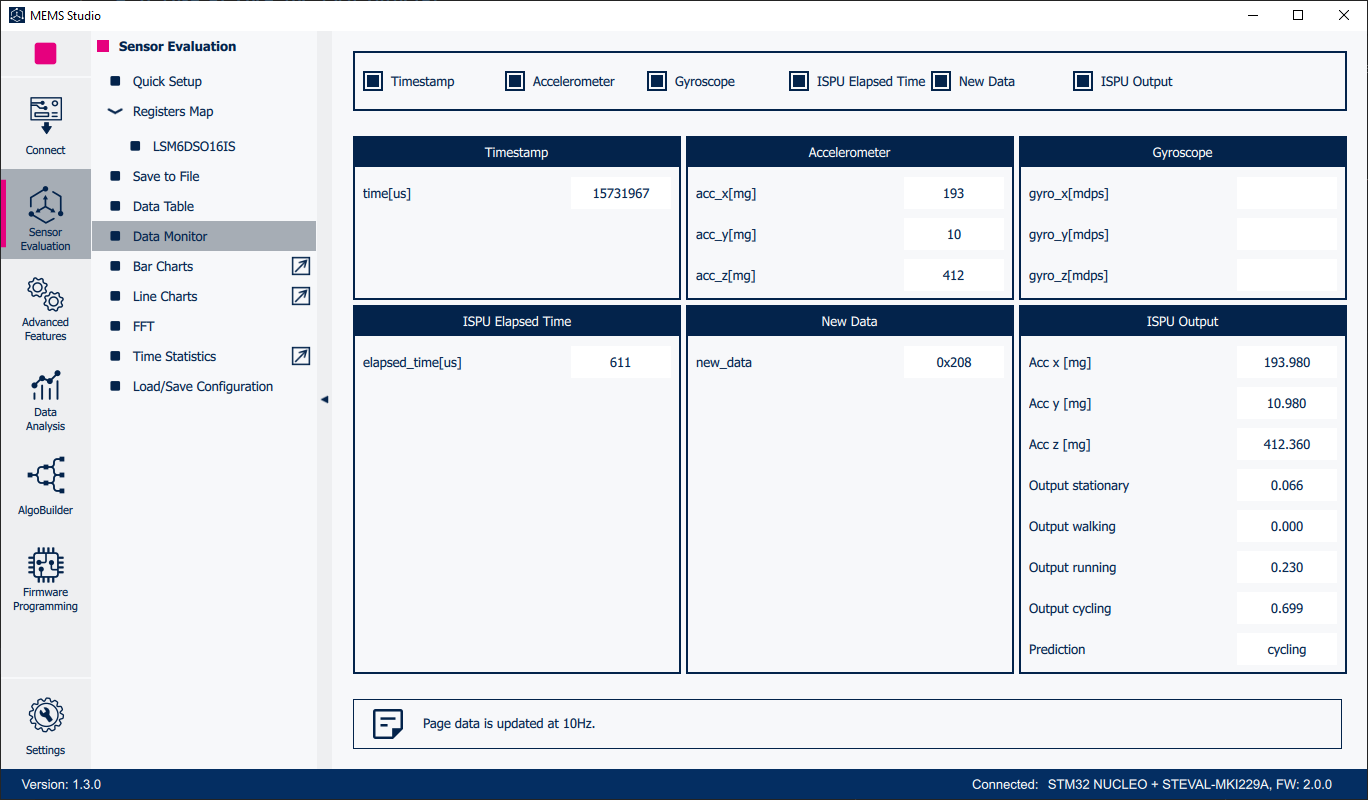 MEMS Studio
Sensor Evaluation
Quick Setup
Registers Map
LSM6DSO16IS
Save to File
Data Table
Data Monitor
Bar Charts
Line Charts
FFT
Time Statistics
Load/Save Configuration
Connect
Sensor
Evaluation
Advanced
Features
Data
Analysis
AlgoBuilder
Firmware
Programming
Settings
Timestamp Accelerometer Gyroscope ISPU Elapsed Time New Data ISPU Output
Timestamp
time[us] 15731967
Accelerometer
acc_x[mg] 193
acc_y[mg] 10
acc_z[mg] 412
Gyroscope
gyro_x[mdps]
gyro_y[mdps]
gyro_z[mdps]
ISPU Elapsed Time
elapsed_time[us] 611
New Data
new_data 0x208
ISPU Output
Acc x [mg] 193.980
Acc y [mg] 10.980
Acc z [mg] 412.360
Output stationary 0.066
Output walking 0.000
Output running 0.230
Output cycling 0.699
Prediction cycling
Page data is updated at 10Hz.
Version: 1.3.0
Connected: STM32 NUCLEO + STEVAL-MKI229A, FW: 2.0.0